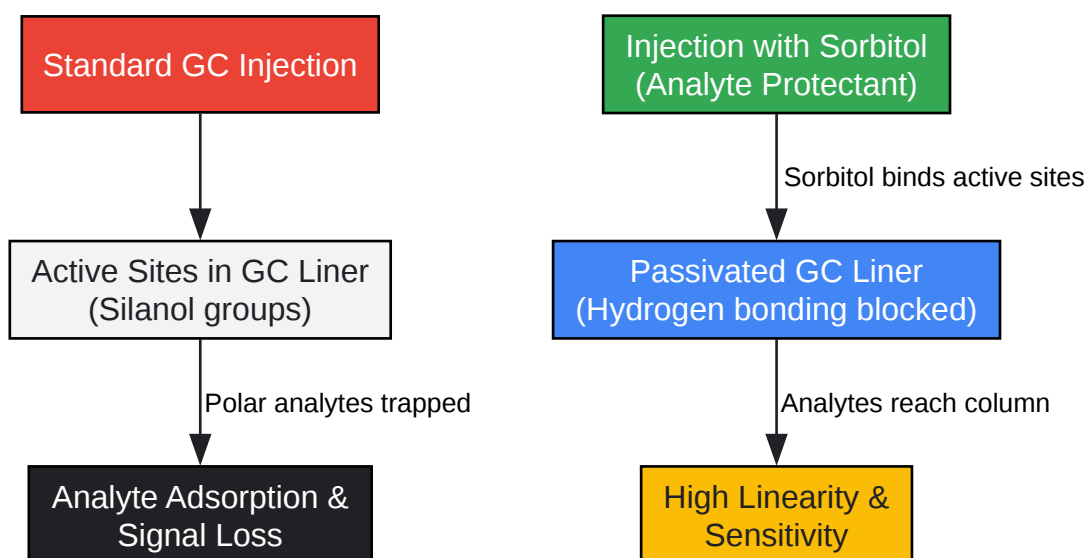 Standard GC Injection
Active Sites in GC Liner
(Silanol groups)
Polar analytes trapped
Analyte Adsorption &
Signal Loss
Injection with Sorbitol
(Analyte Protectant)
Sorbitol binds active sites
Passivated GC Liner
(Hydrogen bonding blocked)
Analytes reach column
High Linearity &
Sensitivity